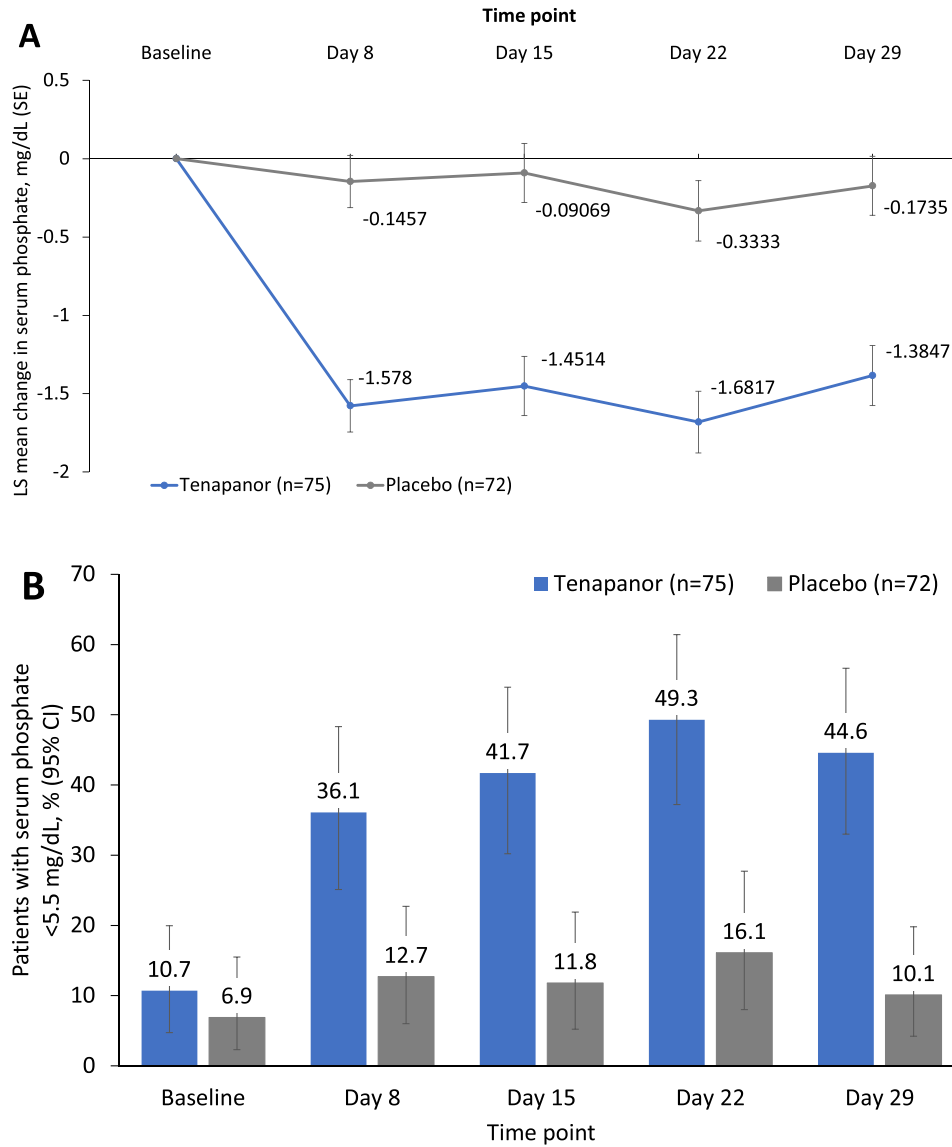 A
Time point
Baseline Day 8 Day 15 Day 22 Day 29
LS mean change in serum phosphate, mg/dL (SE)
0.5
0
-0.5
-1
-1.5
-2
-0.1457
-0.09069
-0.3333
-0.1735
-1.578
-1.4514
-1.6817
-1.3847
Tenapanor (n=75) Placebo (n=72)
B
Tenapanor (n=75) Placebo (n=72)
Patients with serum phosphate
<5.5 mg/dL, % (95% CI)
70
60
50
40
30
20
10
0
10.7
6.9
36.1
12.7
41.7
11.8
49.3
16.1
44.6
10.1
Baseline Day 8 Day 15 Day 22 Day 29
Time point